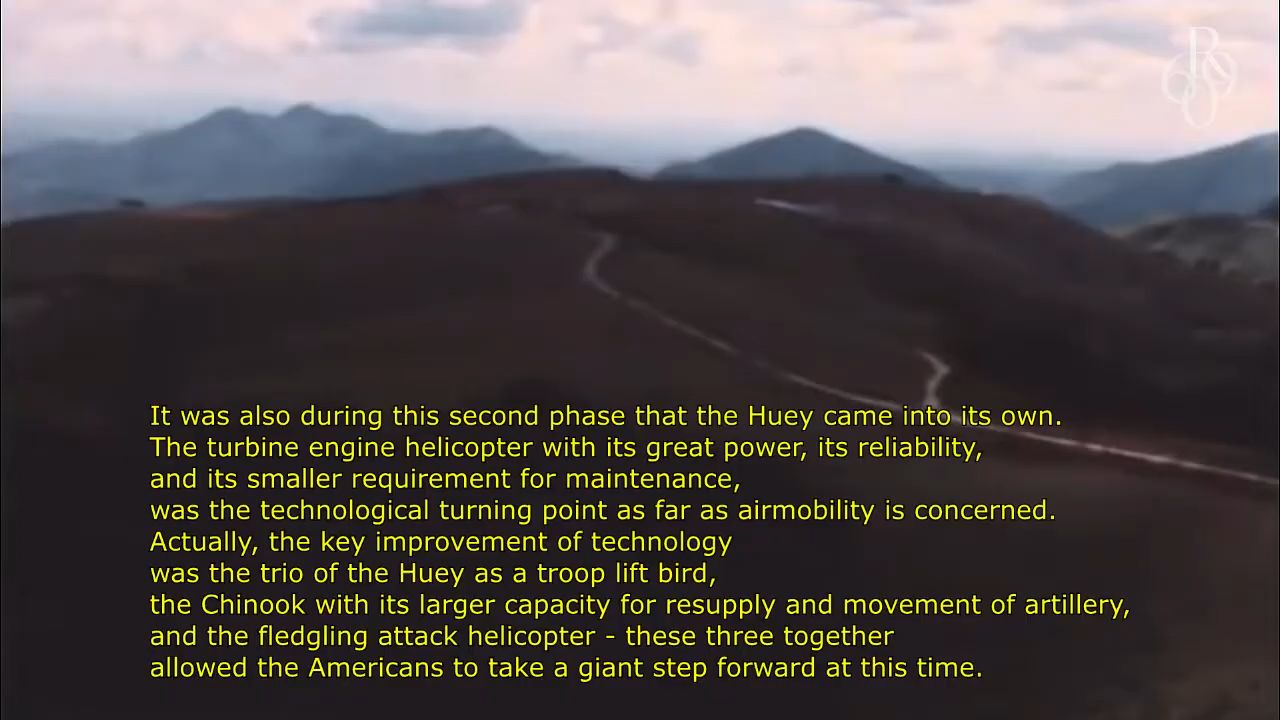 It was also during this second phase that the Huey came into its own.
The turbine engine helicopter with its great power, its reliability,
and its smaller requirement for maintenance,
was the technological turning point as far as airmobility is concerned.
Actually, the key improvement of technology
was the trio of the Huey as a troop lift bird,
the Chinook with its larger capacity for resupply and movement of artillery,
and the fledgling attack helicopter - these three together
allowed the Americans to take a giant step forward at this time.